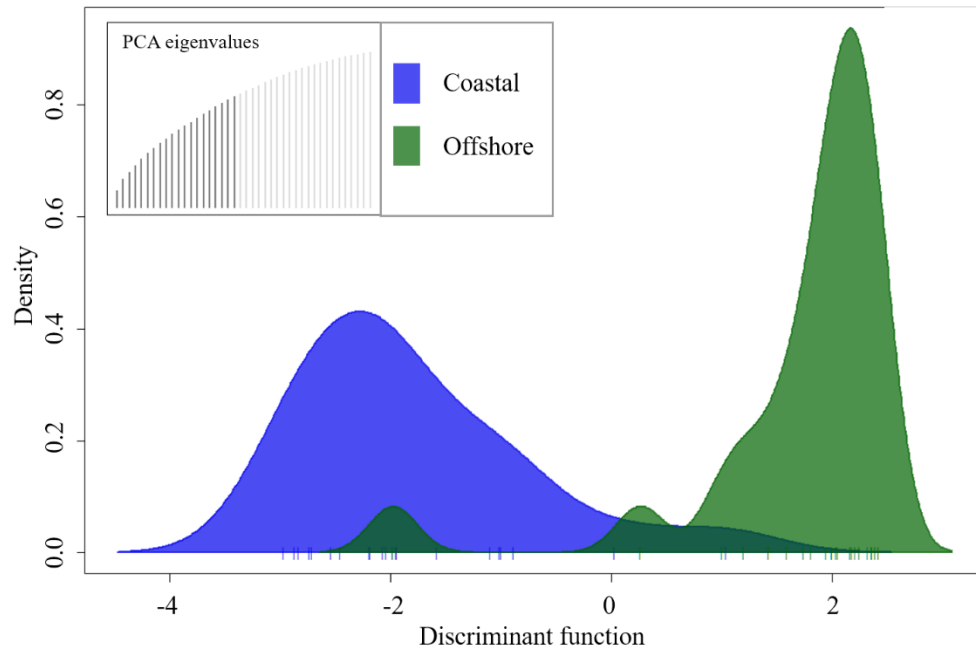 PCA eigenvalues
Coastal
Offshore
Density
0.0
0.2
0.4
0.6
0.8
-4
-2
0
2
Discriminant function